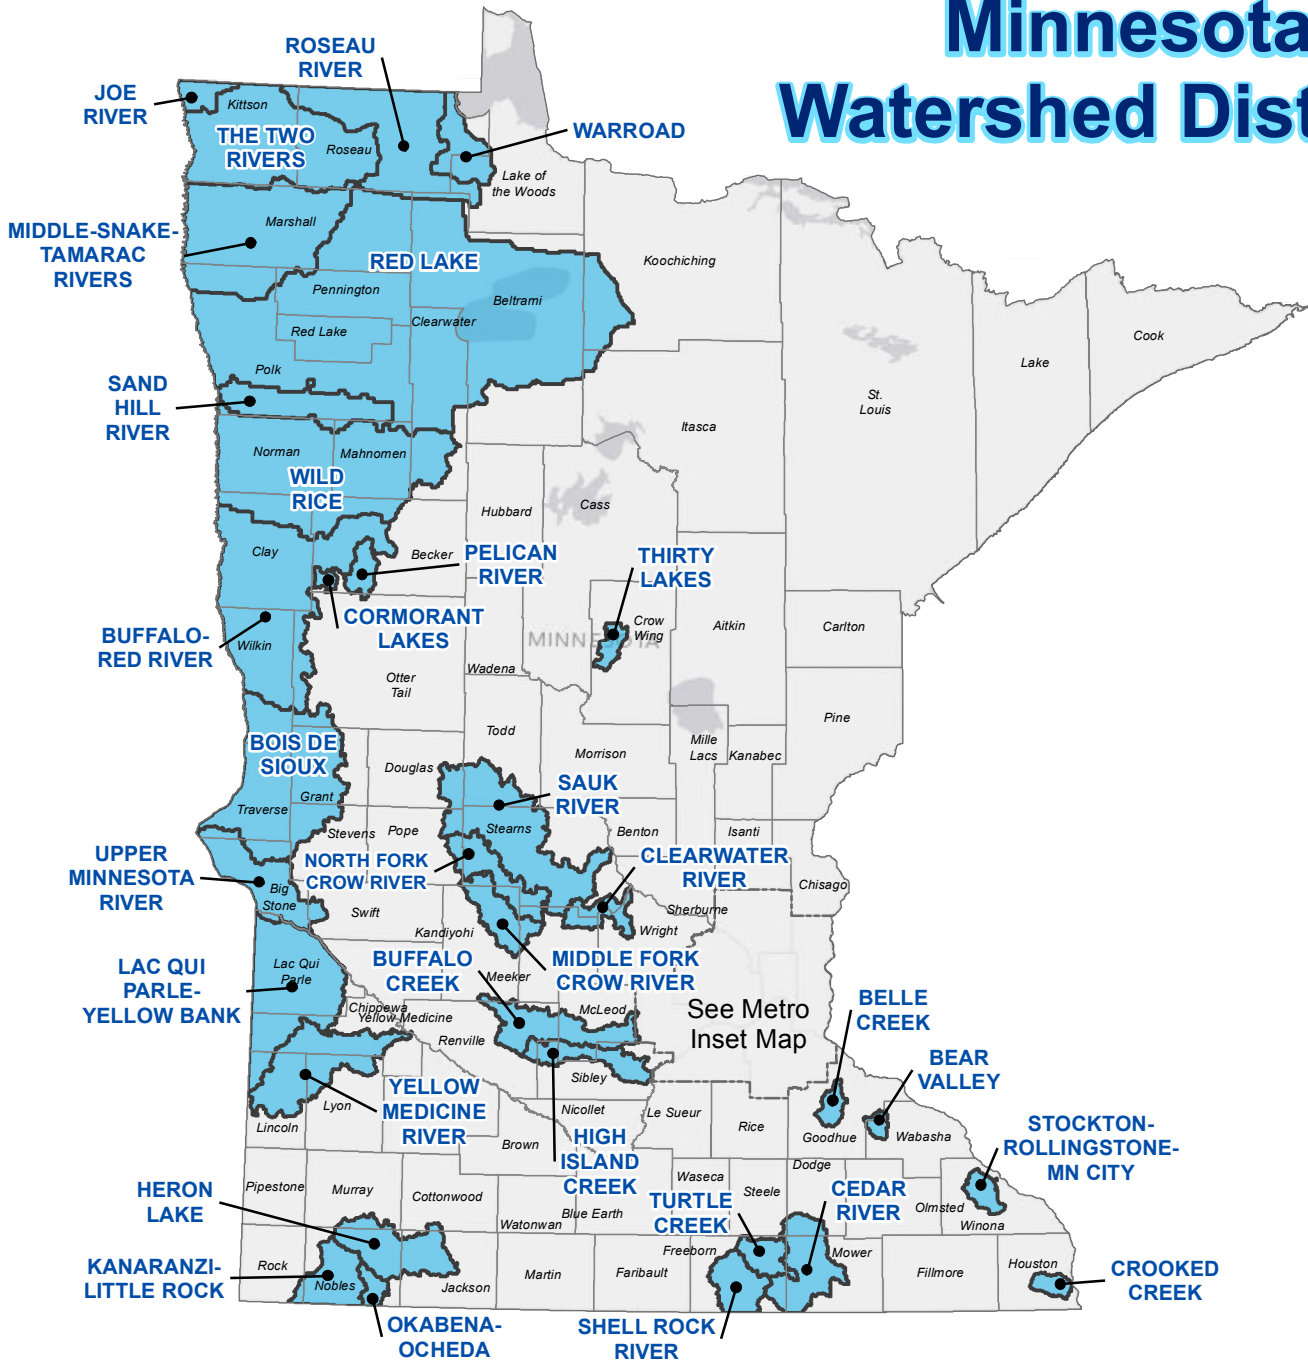 Minnesota
Watershed Dist
ROSEAU
RIVER
JOE
RIVER
Kittson
THE TWO
RIVERS
Roseau
WARROAD
Lake of
the Woods
MIDDLE-SNAKE-
TAMARAC
RIVERS
Marshall
RED LAKE
Koochiching
Pennington
Beltrami
Red Lake
Clearwater
Cook
Lake
Polk
SAND
HILL
RIVER
St.
Louis
Itasca
Norman
Mahnomen
WILD
RICE
Cass
Hubbard
Clay
Becker
PELICAN
RIVER
THIRTY
LAKES
CORMORANT
LAKES
Crow
Wing
MINNESOTA
Aitkin
Carlton
BUFFALO-
RED RIVER
Wilkin
Wadena
Otter
Tail
Pine
Todd
Morrison
Mille
Lacs
Kanabec
BOIS DE
SIOUX
Douglas
SAUK
RIVER
Grant
Traverse
Stevens
Pope
Stearns
Benton
Isanti
UPPER
MINNESOTA
RIVER
NORTH FORK
CROW RIVER
CLEARWATER
RIVER
Big
Stone
Chisago
Swift
Sherburne
Kandiyohi
Wright
LAC QUI
PARLE-
YELLOW BANK
Lac Qui
Parle
BUFFALO
CREEK
MIDDLE FORK
CROW RIVER
Meeker
Chippewa
Yellow Medicine
McLeod
See Metro
Inset Map
BELLE
CREEK
Renville
BEAR
VALLEY
Sibley
YELLOW
MEDICINE
RIVER
Lyon
Lincoln
Nicollet
Le Sueur
Rice
Goodhue
Wabasha
STOCKTON-
ROLLINGSTONE-
MN CITY
Brown
HIGH
ISLAND
CREEK
Dodge
Waseca
Steele
Pipestone
Murray
Cottonwood
HERON
LAKE
TURTLE
CREEK
CEDAR
RIVER
Olmsted
Winona
Watonwan
Blue Earth
Freeborn
Mower
Rock
KANARANZI-
LITTLE ROCK
Nobles
Jackson
Martin
Faribault
Fillmore
Houston
CROOKED
CREEK
OKABENA-
OCHEDA
SHELL ROCK
RIVER